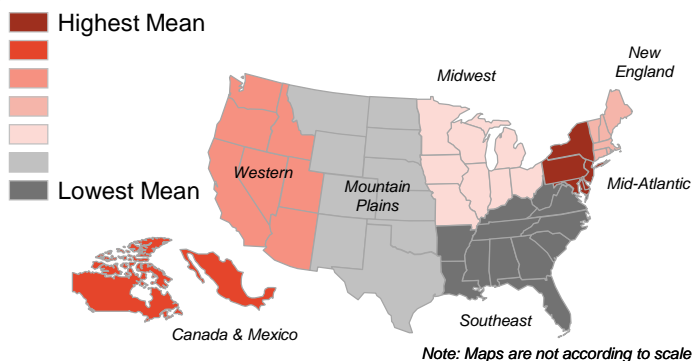 Highest Mean
Lowest Mean
New
England
Midwest
Western
Mountain
Plains
Mid-Atlantic
Canada & Mexico
Southeast
Note: Maps are not according to scale